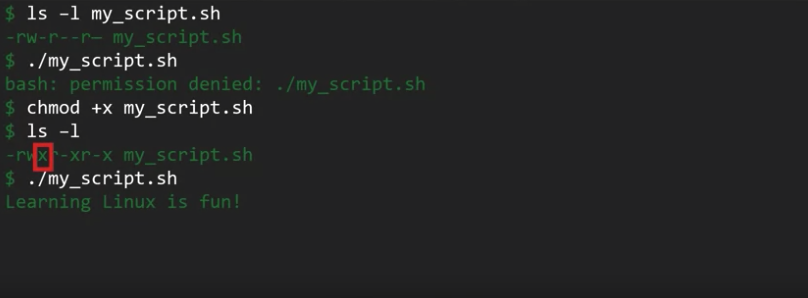 $ ls -l my_script.sh
-rw-r--r— my_script.sh
$ ./my_script.sh
bash: permission denied: ./my_script.sh
$ chmod +x my_script.sh
$ ls -l
-rwxr-xr-x my_script.sh
$ ./my_script.sh
Learning Linux is fun!